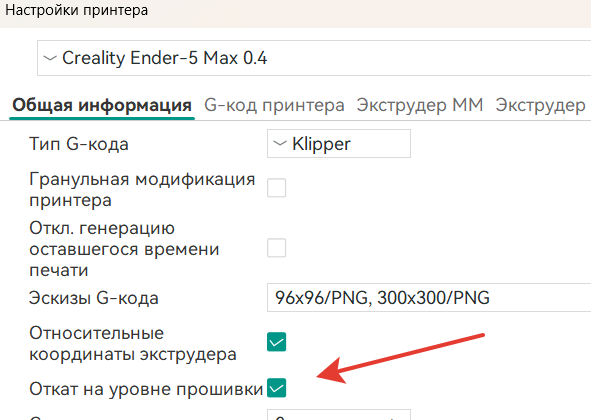 Настройки принтера
Creality Ender-5 Max 0.4
Общая информация G-код принтера Экструдер ММ Экструдер
Тип G-кода Klipper
Гранульная модификация
принтера
Откл. генерацию
оставшегося времени
печати
Эскизы G-кода 96x96/PNG, 300x300/PNG
Относительные
координаты экструдера
Откат на уровне прошивки